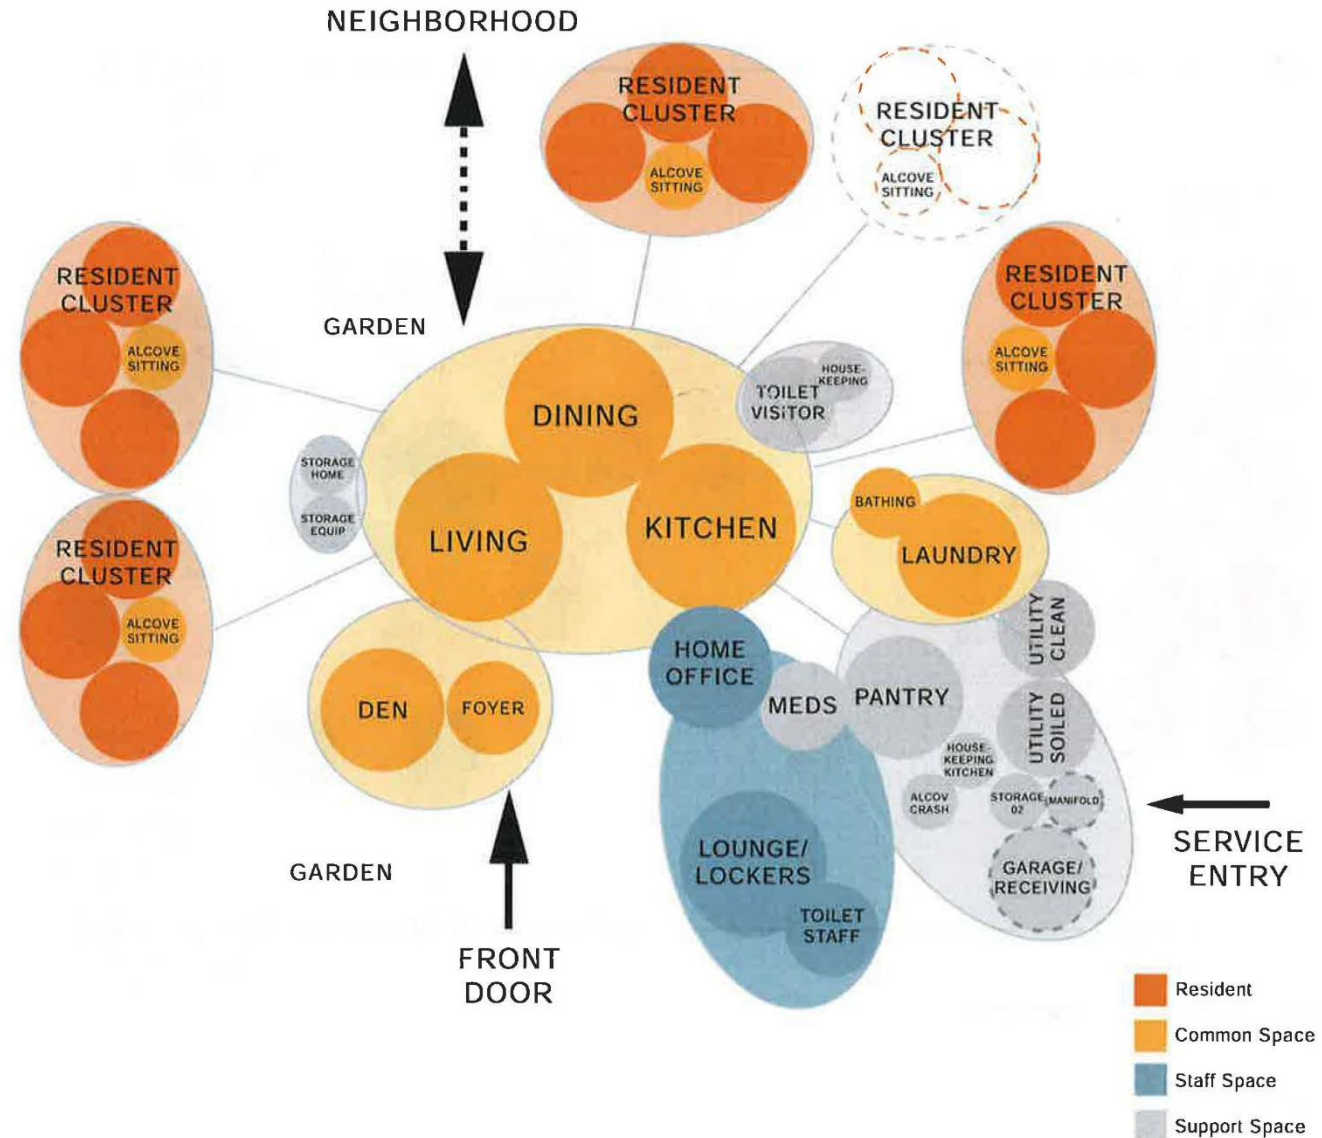 NEIGHBORHOOD
RESIDENT
CLUSTER
ALCOVE
SITTING
RESIDENT
CLUSTER
ALCOVE
SITTING
RESIDENT
CLUSTER
ALCOVE
SITTING
RESIDENT
CLUSTER
ALCOVE
SITTING
GARDEN
HOUSE-
KEEPING
TOILET
VISITOR
DINING
STORAGE
HOME
STORAGE
EQUIP
LIVING
KITCHEN
BATHING
LAUNDRY
RESIDENT
CLUSTER
ALCOVE
SITTING
UTILITY
CLEAN
HOME
OFFICE
MEDS
PANTRY
DEN
FOYER
UTILITY
SOILED
HOUSE-
KEEPING
KITCHEN
ALCOV
CRASH
STORAGE
02
MANIFOLD
SERVICE
ENTRY
GARDEN
LOUNGE/
LOCKERS
GARAGE/
RECEIVING
TOILET
STAFF
FRONT
DOOR
Resident
Common Space
Staff Space
Support Space